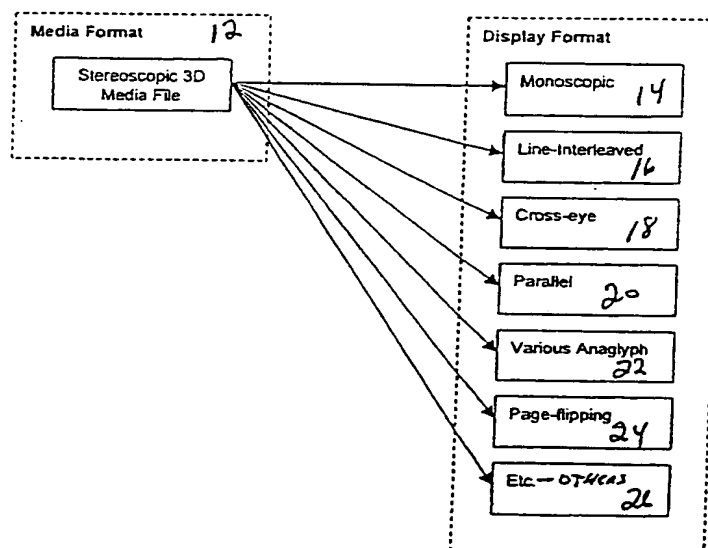 Media Format 12
Stereoscopic 3D
Media File
Display Format
Monoscopic 14
Line-Interleaved
16
Cross-eye 18
Parallel 20
Various Anaglyph
22
Page-flipping
24
Etc. - OTHERS
26